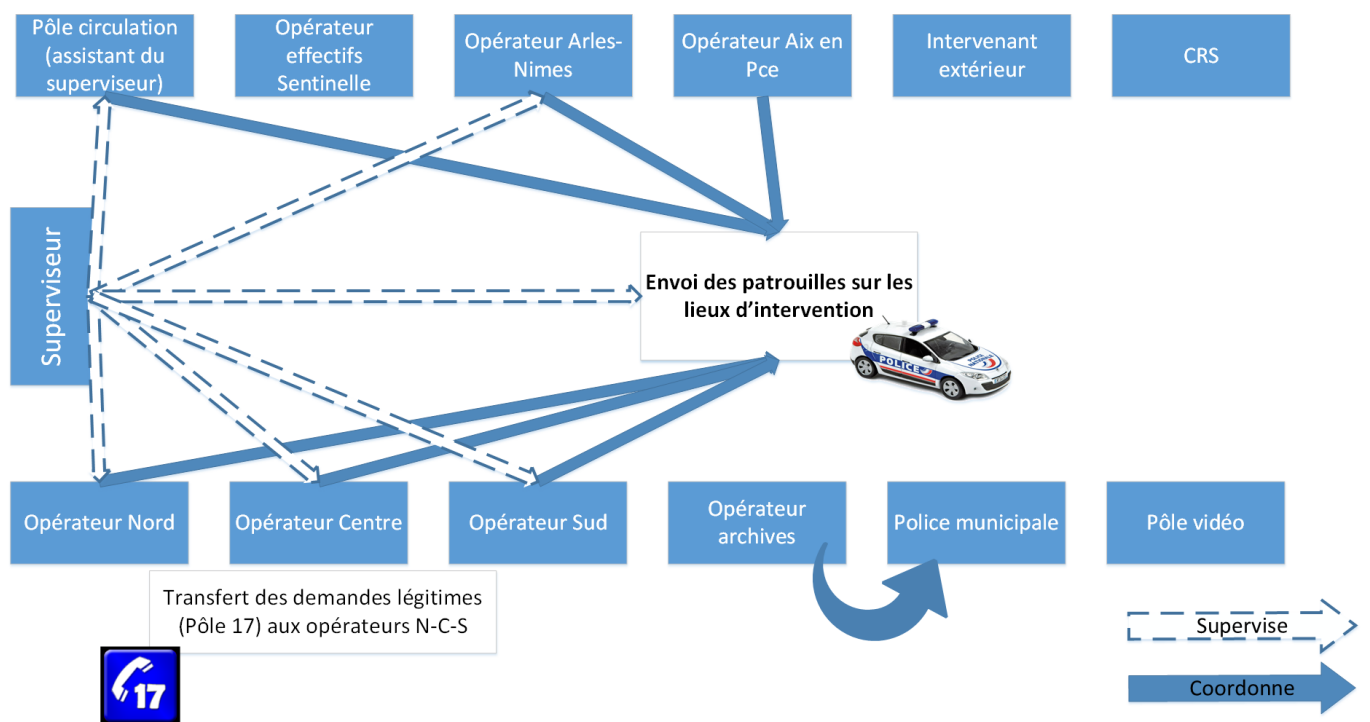 Pôle circulation
(assistant du
superviseur)
Opérateur
effectifs
Sentinelle
Opérateur Arles-
Nimes
Opérateur Aix en
Pce
Intervenant
extérieur
CRS
Superviseur
Envoi des patrouilles sur les
lieux d’intervention
POLICE
POLICE
NATIONALE
Opérateur Nord
Opérateur Centre
Opérateur Sud
Opérateur
archives
Police municipale
Pôle vidéo
Transfert des demandes légitimes
(Pôle 17) aux opérateurs N-C-S
17
Supervise
Coordonne